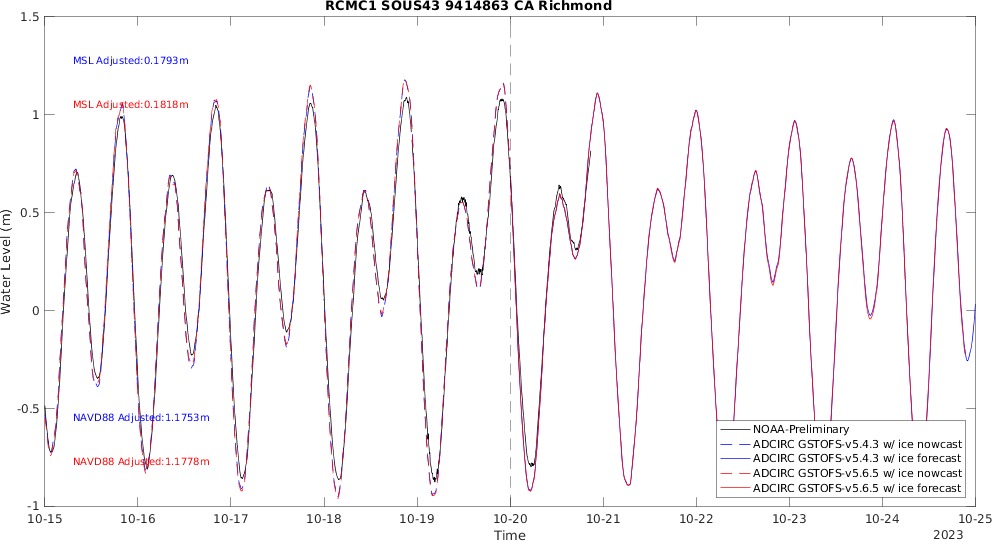 RCMC1 SOUS43 9414863 CA Richmond
1.5
1
0.5
0
-0.5
-1
Water Level (m)
MSL Adjusted:0.1793m
MSL Adjusted:0.1818m
NAVD88 Adjusted:1.1753m
NAVD88 Adjusted:1.1778m
NOAA-Preliminary
ADCIRC GSTOFS-v5.4.3 w/ ice nowcast
ADCIRC GSTOFS-v5.4.3 w/ ice forecast
ADCIRC GSTOFS-v5.6.5 w/ ice nowcast
ADCIRC GSTOFS-v5.6.5 w/ ice forecast
10-15 10-16 10-17 10-18 10-19 10-20 10-21 10-22 10-23 10-24 10-25
Time
2023